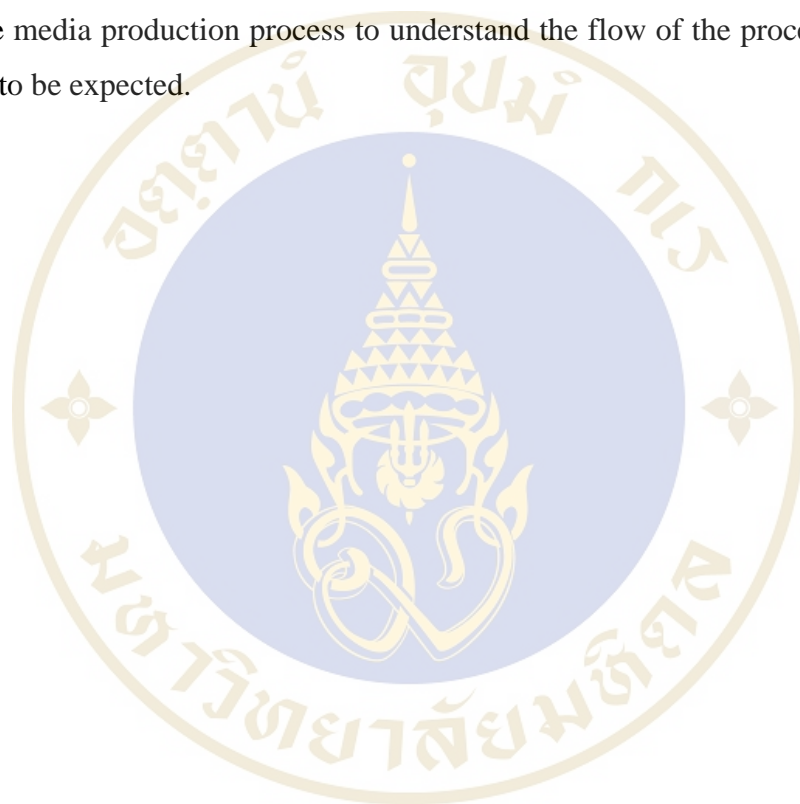 media production process to understand the flow of the proce
to be expected.
อตฺตานํ อุปมํ กเร
มหาวิทยาลัยมหิดล